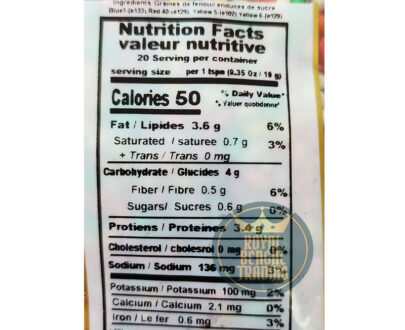 Ingredients Graines de fenouil enduites de sucre
Blue1-(e133), Red 40-(e129), Yellow 5-(e102) Yellow 6-(e129)
Nutrition Facts
valeur nutritive
20 Serving per container
serving size per 1 tspn (0.35 Oz / 10 g)
Calories 50 % Daily Value*
% Valuer quotidienne*
Fat / Lipides 3.6 g 6%
Saturated / saturee 0.7 g 3%
+ Trans / Trans 0 mg
Carbohydrate / Glucides 4 g
Fiber / Fibre 0.5 g 6%
Sugars/ Sucres 0.6 g 0%
Protiens / Proteines 3.4 g
Cholesterol / cholesrol 0 mg 0%
Sodium / Sodium 136 mg 9%
Potassium / Potassium 100 mg 2%
Calcium / Calcium 2.1 mg 0%
iron / Le fer 0.6 mg 3%
ROYAL
BENGAL
TRADING